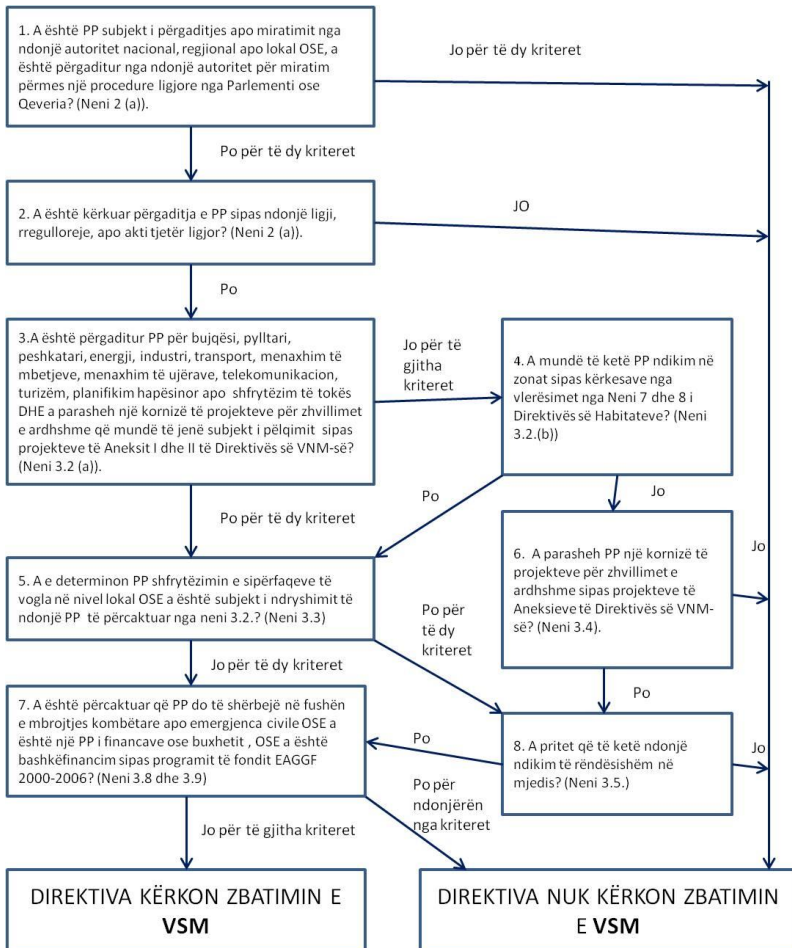 1. A është PP subjekt i përgaditjes apo miratimit nga
ndonjë autoritet nacional, regjional apo lokal OSE, a
është përgaditur nga ndonjë autoritet për miratim
përmes një procedure ligjore nga Parlementi ose
Qeveria? (Neni 2 (a)).
Jo për të dy kriteret
Po për të dy kriteret
2. A është kërkuar përgaditja e PP sipas ndonjë ligji,
rregulloreje, apo akti tjetër ligjor? (Neni 2 (a)).
JO
Po
3.A është përgaditur PP për bujqësi, pylltari,
peshkatari, energji, industri, transport, menaxhim të
mbetjeve, menaxhim të ujërave, telekomunikacion,
turizëm, planifikim hapësinor apo shfrytëzim të tokës
DHE a parasheh një kornizë të projekteve për zhvillimet
e ardhshme që mundë të jenë subjekt i pëlqimit sipas
projekteve të Aneksit I dhe II të Direktivës së VNM-së?
(Neni 3.2 (a)).
Jo për të
gjitha
kriteret
4. A mundë të ketë PP ndikim në
zonat sipas kërkesave nga
vlerësimet nga Neni 7 dhe 8 i
Direktivës së Habitateve? (Neni
3.2.(b))
Po
Jo
Po për të dy kriteret
5. A e determinon PP shfrytëzimin e sipërfaqeve të
vogla në nivel lokal OSE a është subjekt i ndryshimit të
ndonjë PP të përcaktuar nga neni 3.2.? (Neni 3.3)
6. A parasheh PP një kornizë të
projekteve për zhvillimet e
ardhshme sipas projekteve të
Aneksieve të Direktivës së VNM-
së? (Neni 3.4).
Jo
Po për
të dy
kriteret
Jo për të dy kriteret
Po
7. A është përcaktuar që PP do të shërbejë në fushën
e mbrojtjes kombëtare apo emergjenca civile OSE a
është një PP i financave ose buxhetit , OSE a është
bashkëfinancim sipas programit të fondit EAGGF
2000-2006? (Neni 3.8 dhe 3.9)
Po
8. A pritet që të ketë ndonjë
ndikim të rëndësishëm në
mjedis? (Neni 3.5.)
Jo
Po për
ndonjërën
nga kriteret
Jo për të gjitha kriteret
DIREKTIVA KËRKON ZBATIMIN E
VSM
DIREKTIVA NUK KËRKON ZBATIMIN
E VSM